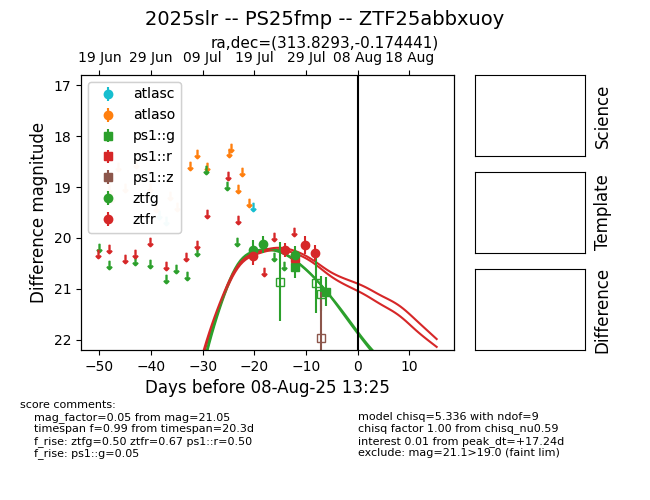 2025slr -- PS25fmp -- ZTF25abbxuoy
ra,dec=(313.8293,-0.174441)
19 Jun 29 Jun 09 Jul 19 Jul 29 Jul 08 Aug 18 Aug
Difference magnitude
17
18
19
20
21
22
atlasc
atlaso
ps1::g
ps1::r
ps1::z
ztfg
ztfr
−50 −40 −30 −20 −10 0 10
Days before 08-Aug-25 13:25
Science
Template
Difference
score comments:
mag_factor=0.05 from mag=21.05
timespan f=0.99 from timespan=20.3d
f_rise: ztfg=0.50 ztfr=0.67 ps1::r=0.50
f_rise: ps1::g=0.05
model chisq=5.336 with ndof=9
chisq factor 1.00 from chisq_nu0.59
interest 0.01 from peak_dt=+17.24d
exclude: mag=21.1>19.0 (faint lim)